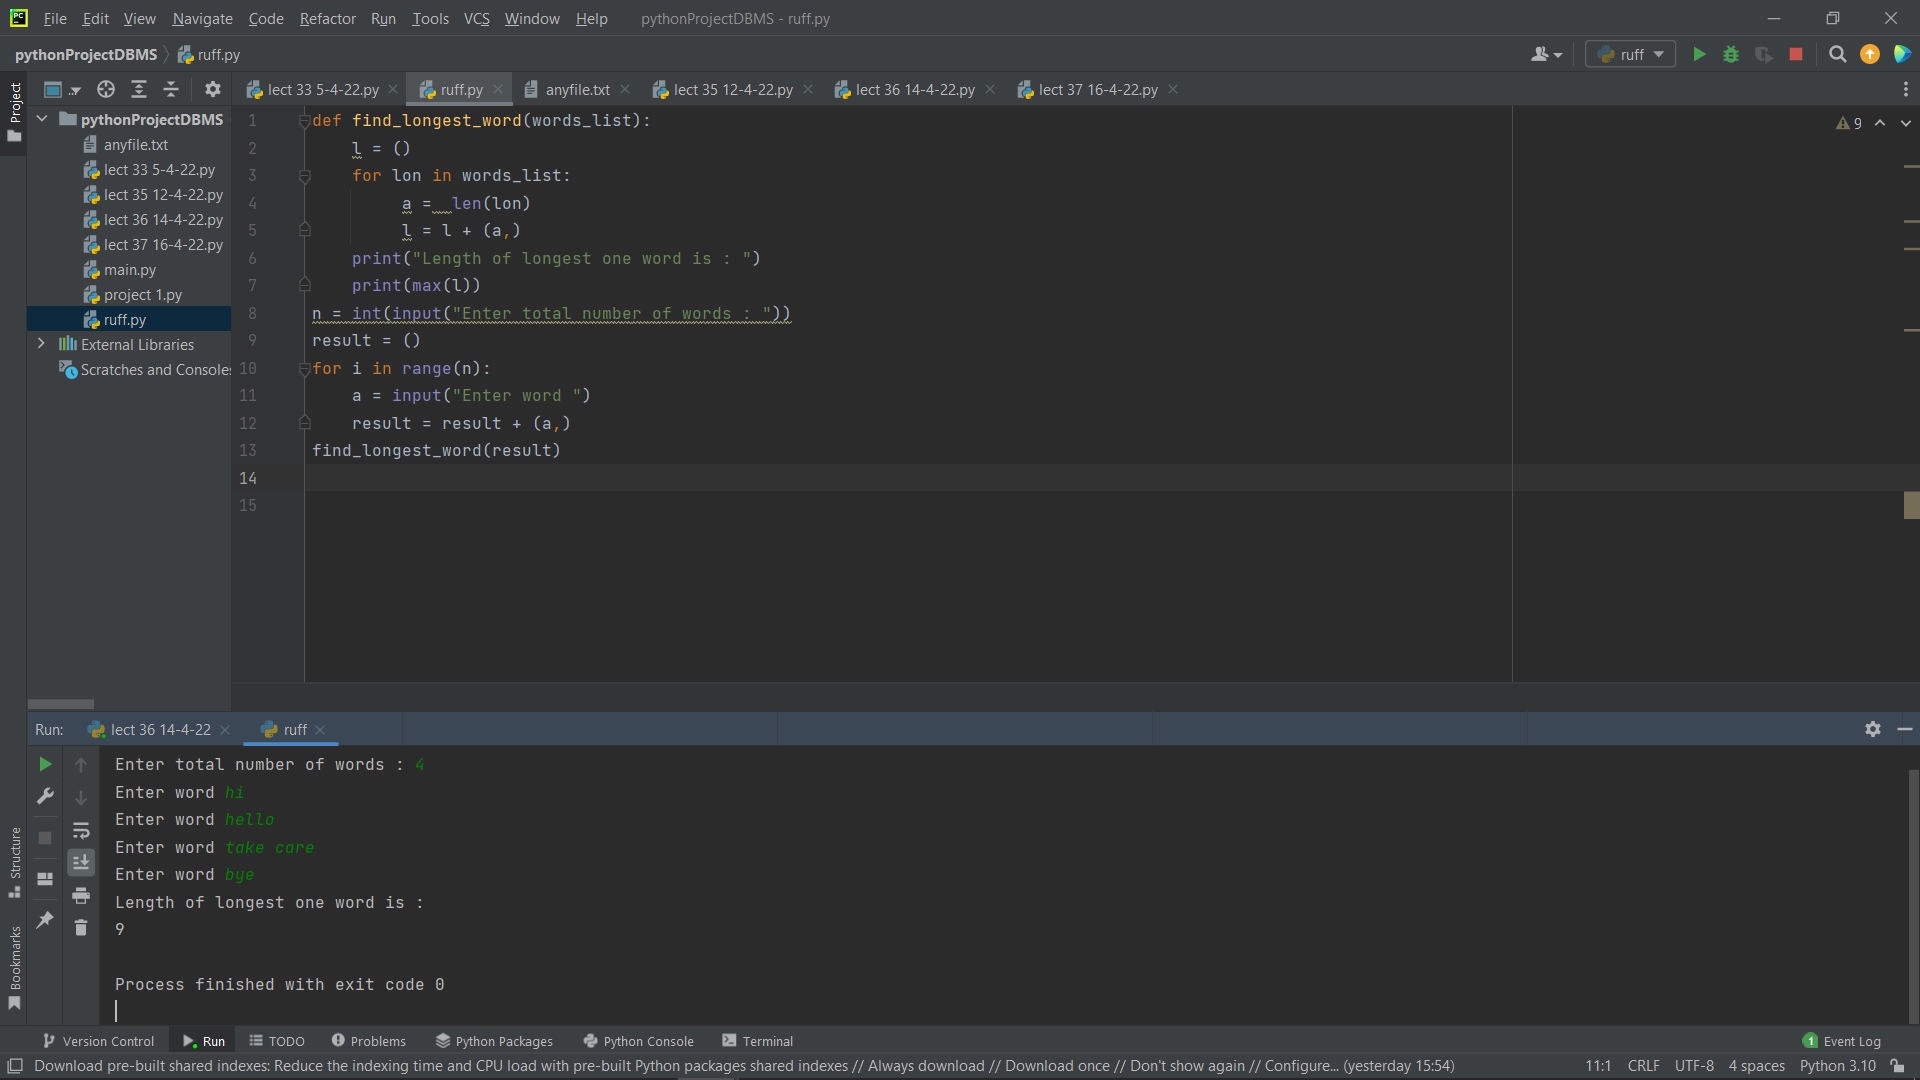 File Edit View Navigate Code Refactor Run Tools VCS Window Help pythonProjectDBMS - ruff.py
pythonProjectDBMS ruff.py ruff
Project
lect 33 5-4-22.py ruff.py anyfile.txt lect 35 12-4-22.py lect 36 14-4-22.py lect 37 16-4-22.py
pythonProjectDBMS
anyfile.txt
lect 33 5-4-22.py
lect 35 12-4-22.py
lect 36 14-4-22.py
lect 37 16-4-22.py
main.py
project 1.py
ruff.py
External Libraries
Scratches and Consoles
9
1 def find_longest_word(words_list):
2     l = ()
3     for lon in words_list:
4         a =  len(lon)
5         l = l + (a,)
6     print("Length of longest one word is : ")
7     print(max(l))
8 n = int(input("Enter total number of words : "))
9 result = ()
10 for i in range(n):
11     a = input("Enter word ")
12     result = result + (a,)
13 find_longest_word(result)
14
15
Run: lect 36 14-4-22 ruff
Enter total number of words : 4
Enter word hi
Enter word hello
Enter word take care
Enter word bye
Length of longest one word is :
9
Process finished with exit code 0
Structure
Bookmarks
Version Control Run TODO Problems Python Packages Python Console Terminal 1 Event Log
Download pre-built shared indexes: Reduce the indexing time and CPU load with pre-built Python packages shared indexes // Always download // Download once // Don't show again // Configure... (yesterday 15:54) 11:1 CRLF UTF-8 4 spaces Python 3.10